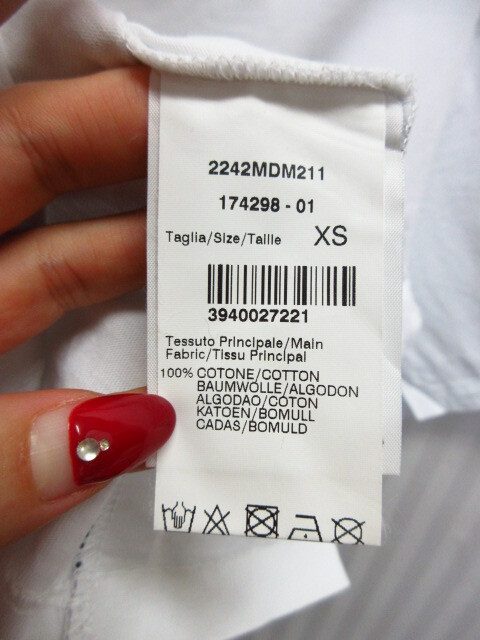 2242MDM211
174298 - 01
Taglia/Size/Taille XS
3940027221
Tessuto Principale/Main
Fabric/Tissu Principal
100% COTONE/COTTON
BAUMWOLLE/ALGODON
ALGODAO/COTON
KATOEN/BOMULL
CADAS/BOMULD